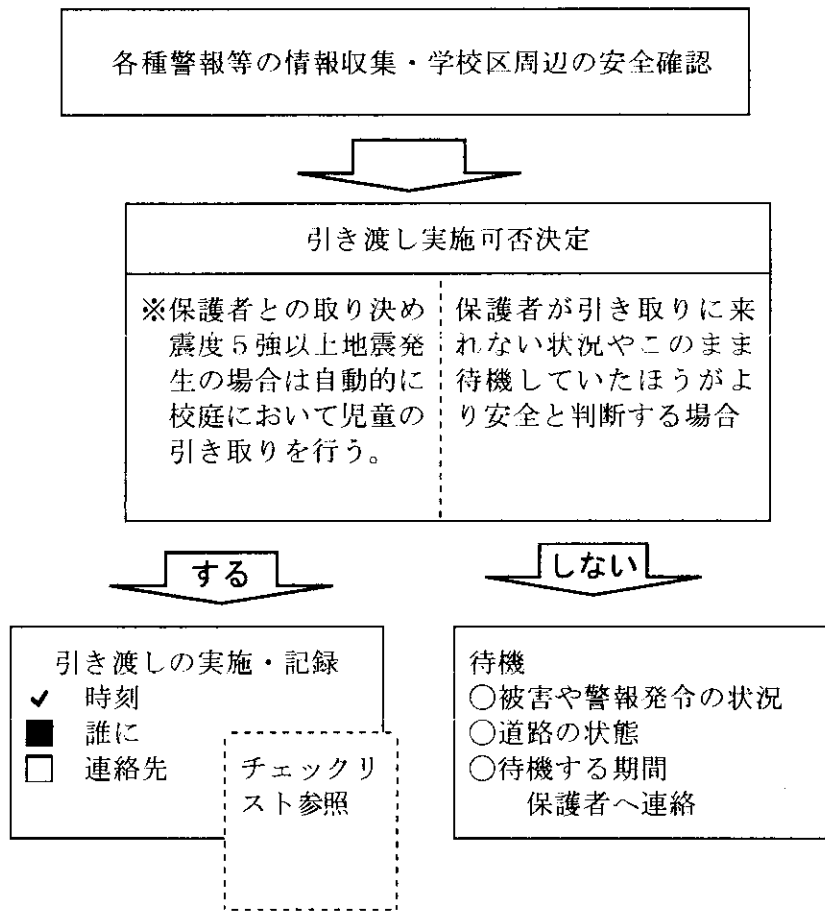 各種警報等の情報収集・学校区周辺の安全確認
引き渡し実施可否決定
※保護者との取り決め
震度5強以上地震発
生の場合は自動的に
校庭において児童の
引き取りを行う。
保護者が引き取りに来
れない状況やこのまま
待機していたほうがよ
り安全と判断する場合
する
しない
引き渡しの実施・記録
✓ 時刻
■ 誰に
□ 連絡先
チェックリ
スト参照
待機
○被害や警報発令の状況
○道路の状態
○待機する期間
保護者へ連絡